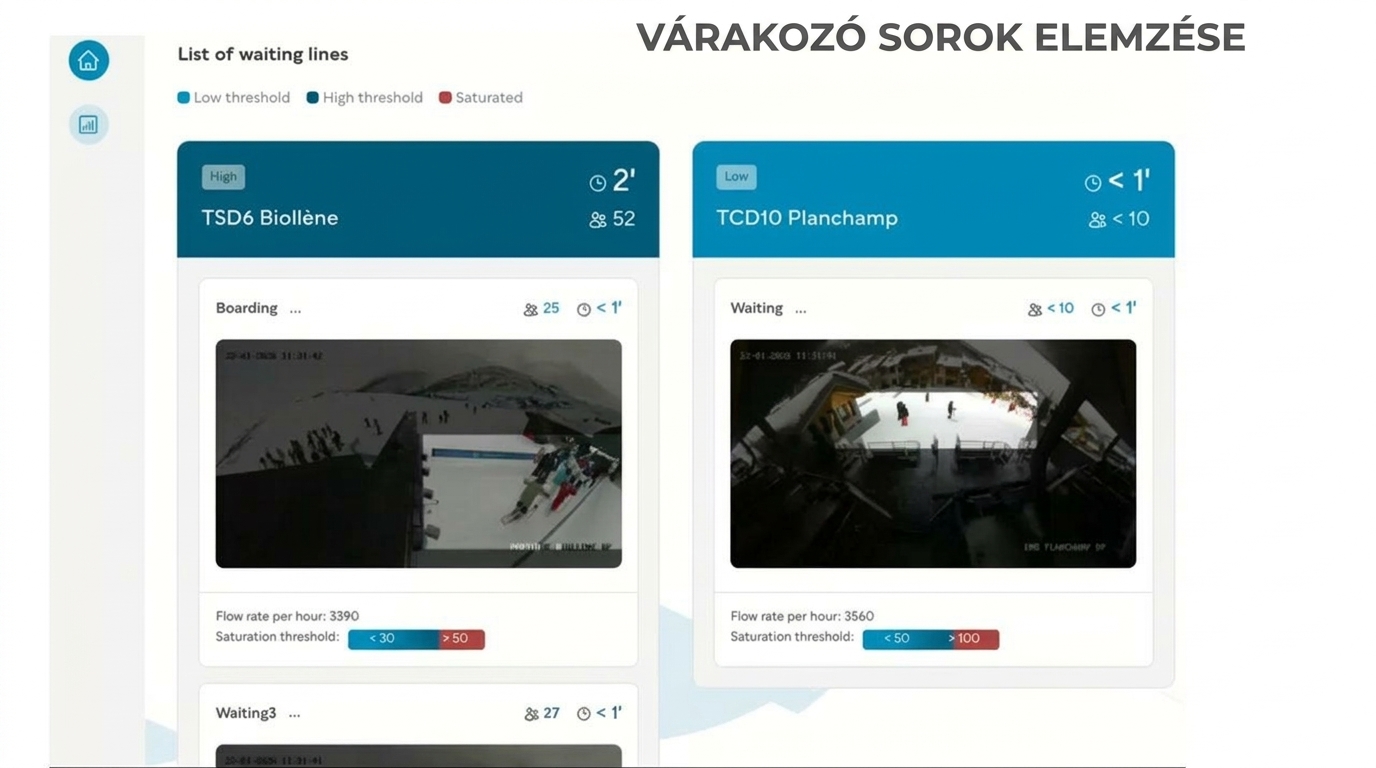 VÁRAKOZÓ SOROK ELEMZÉSE
List of waiting lines
Low threshold High threshold Saturated
High
2'
TSD6 Biollène
52
Boarding ...
25 < 1'
Flow rate per hour: 3390
Saturation threshold: < 30 > 50
Waiting3 ...
27 < 1'
Low
< 1'
TCD10 Planchamp
< 10
Waiting ...
< 10 < 1'
Flow rate per hour: 3560
Saturation threshold: < 50 > 100